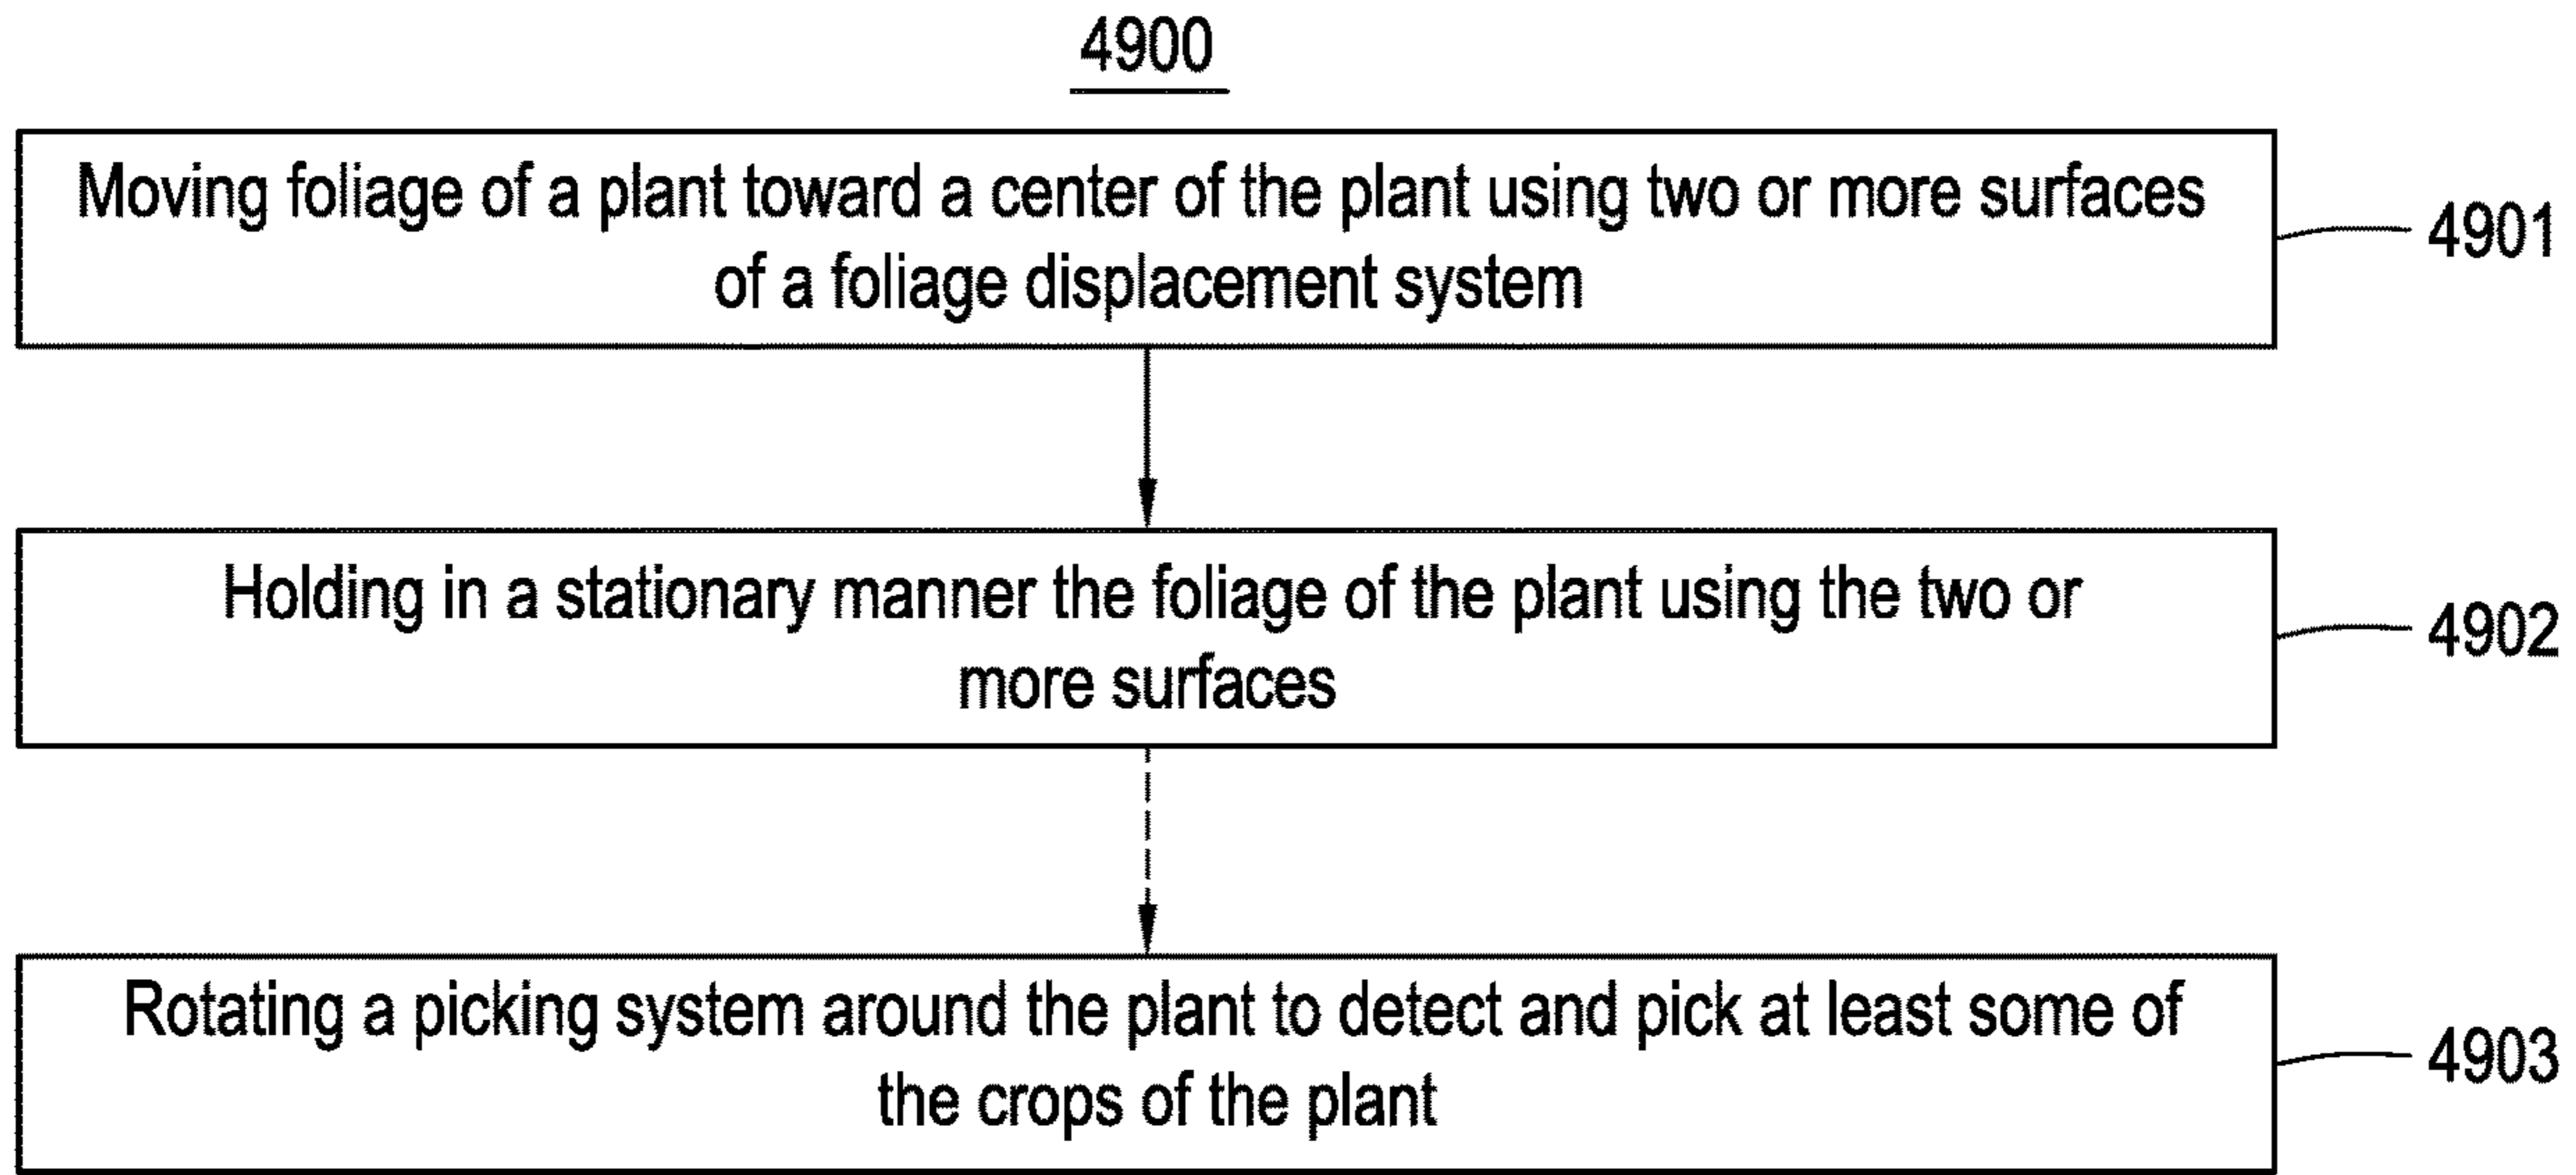 4900
Moving foliage of a plant toward a center of the plant using two or more surfaces
of a foliage displacement system
4901
Holding in a stationary manner the foliage of the plant using the two or
more surfaces
4902
Rotating a picking system around the plant to detect and pick at least some of
the crops of the plant
4903